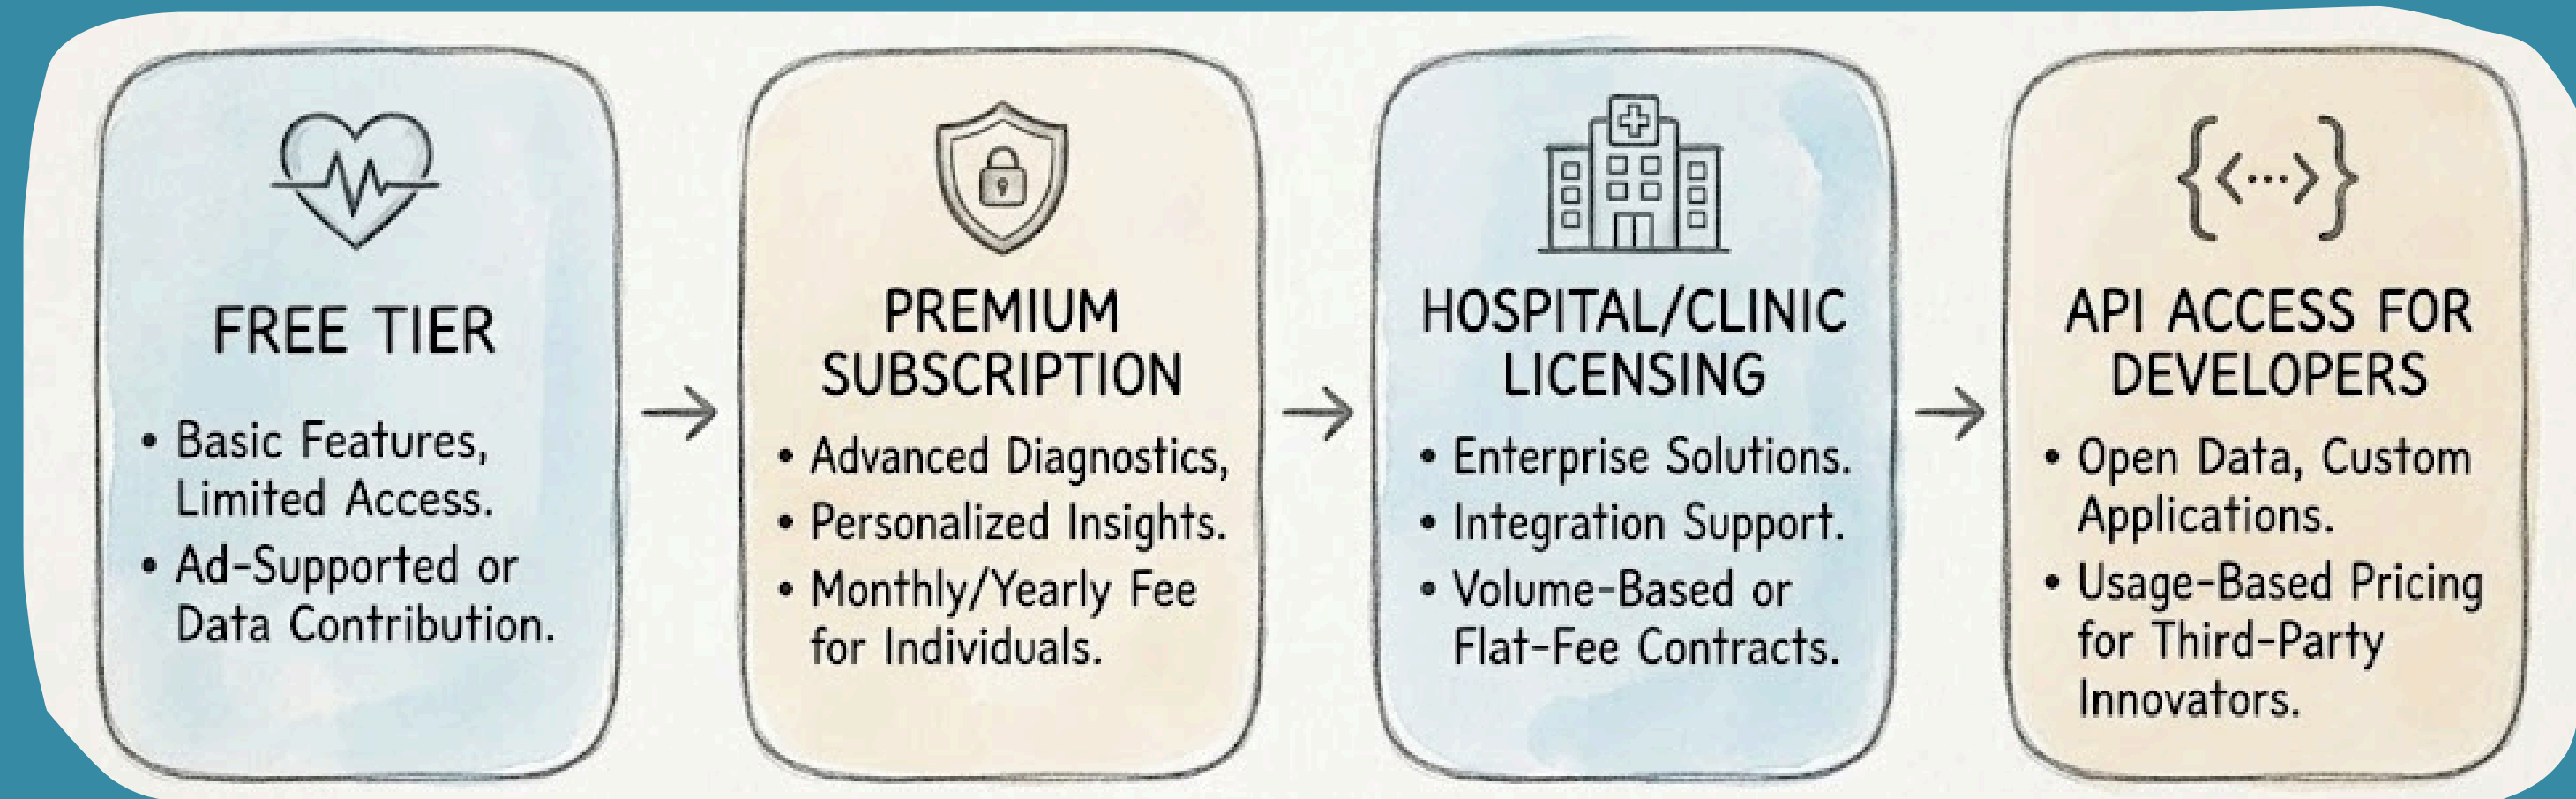 FREE TIER
• Basic Features,
Limited Access.
• Ad-Supported or
Data Contribution.
PREMIUM
SUBSCRIPTION
• Advanced Diagnostics,
• Personalized Insights.
• Monthly/Yearly Fee
for Individuals.
HOSPITAL/CLINIC
LICENSING
• Enterprise Solutions.
• Integration Support.
• Volume-Based or
Flat-Fee Contracts.
{<···>}
API ACCESS FOR
DEVELOPERS
• Open Data, Custom
Applications.
• Usage-Based Pricing
for Third-Party
Innovators.